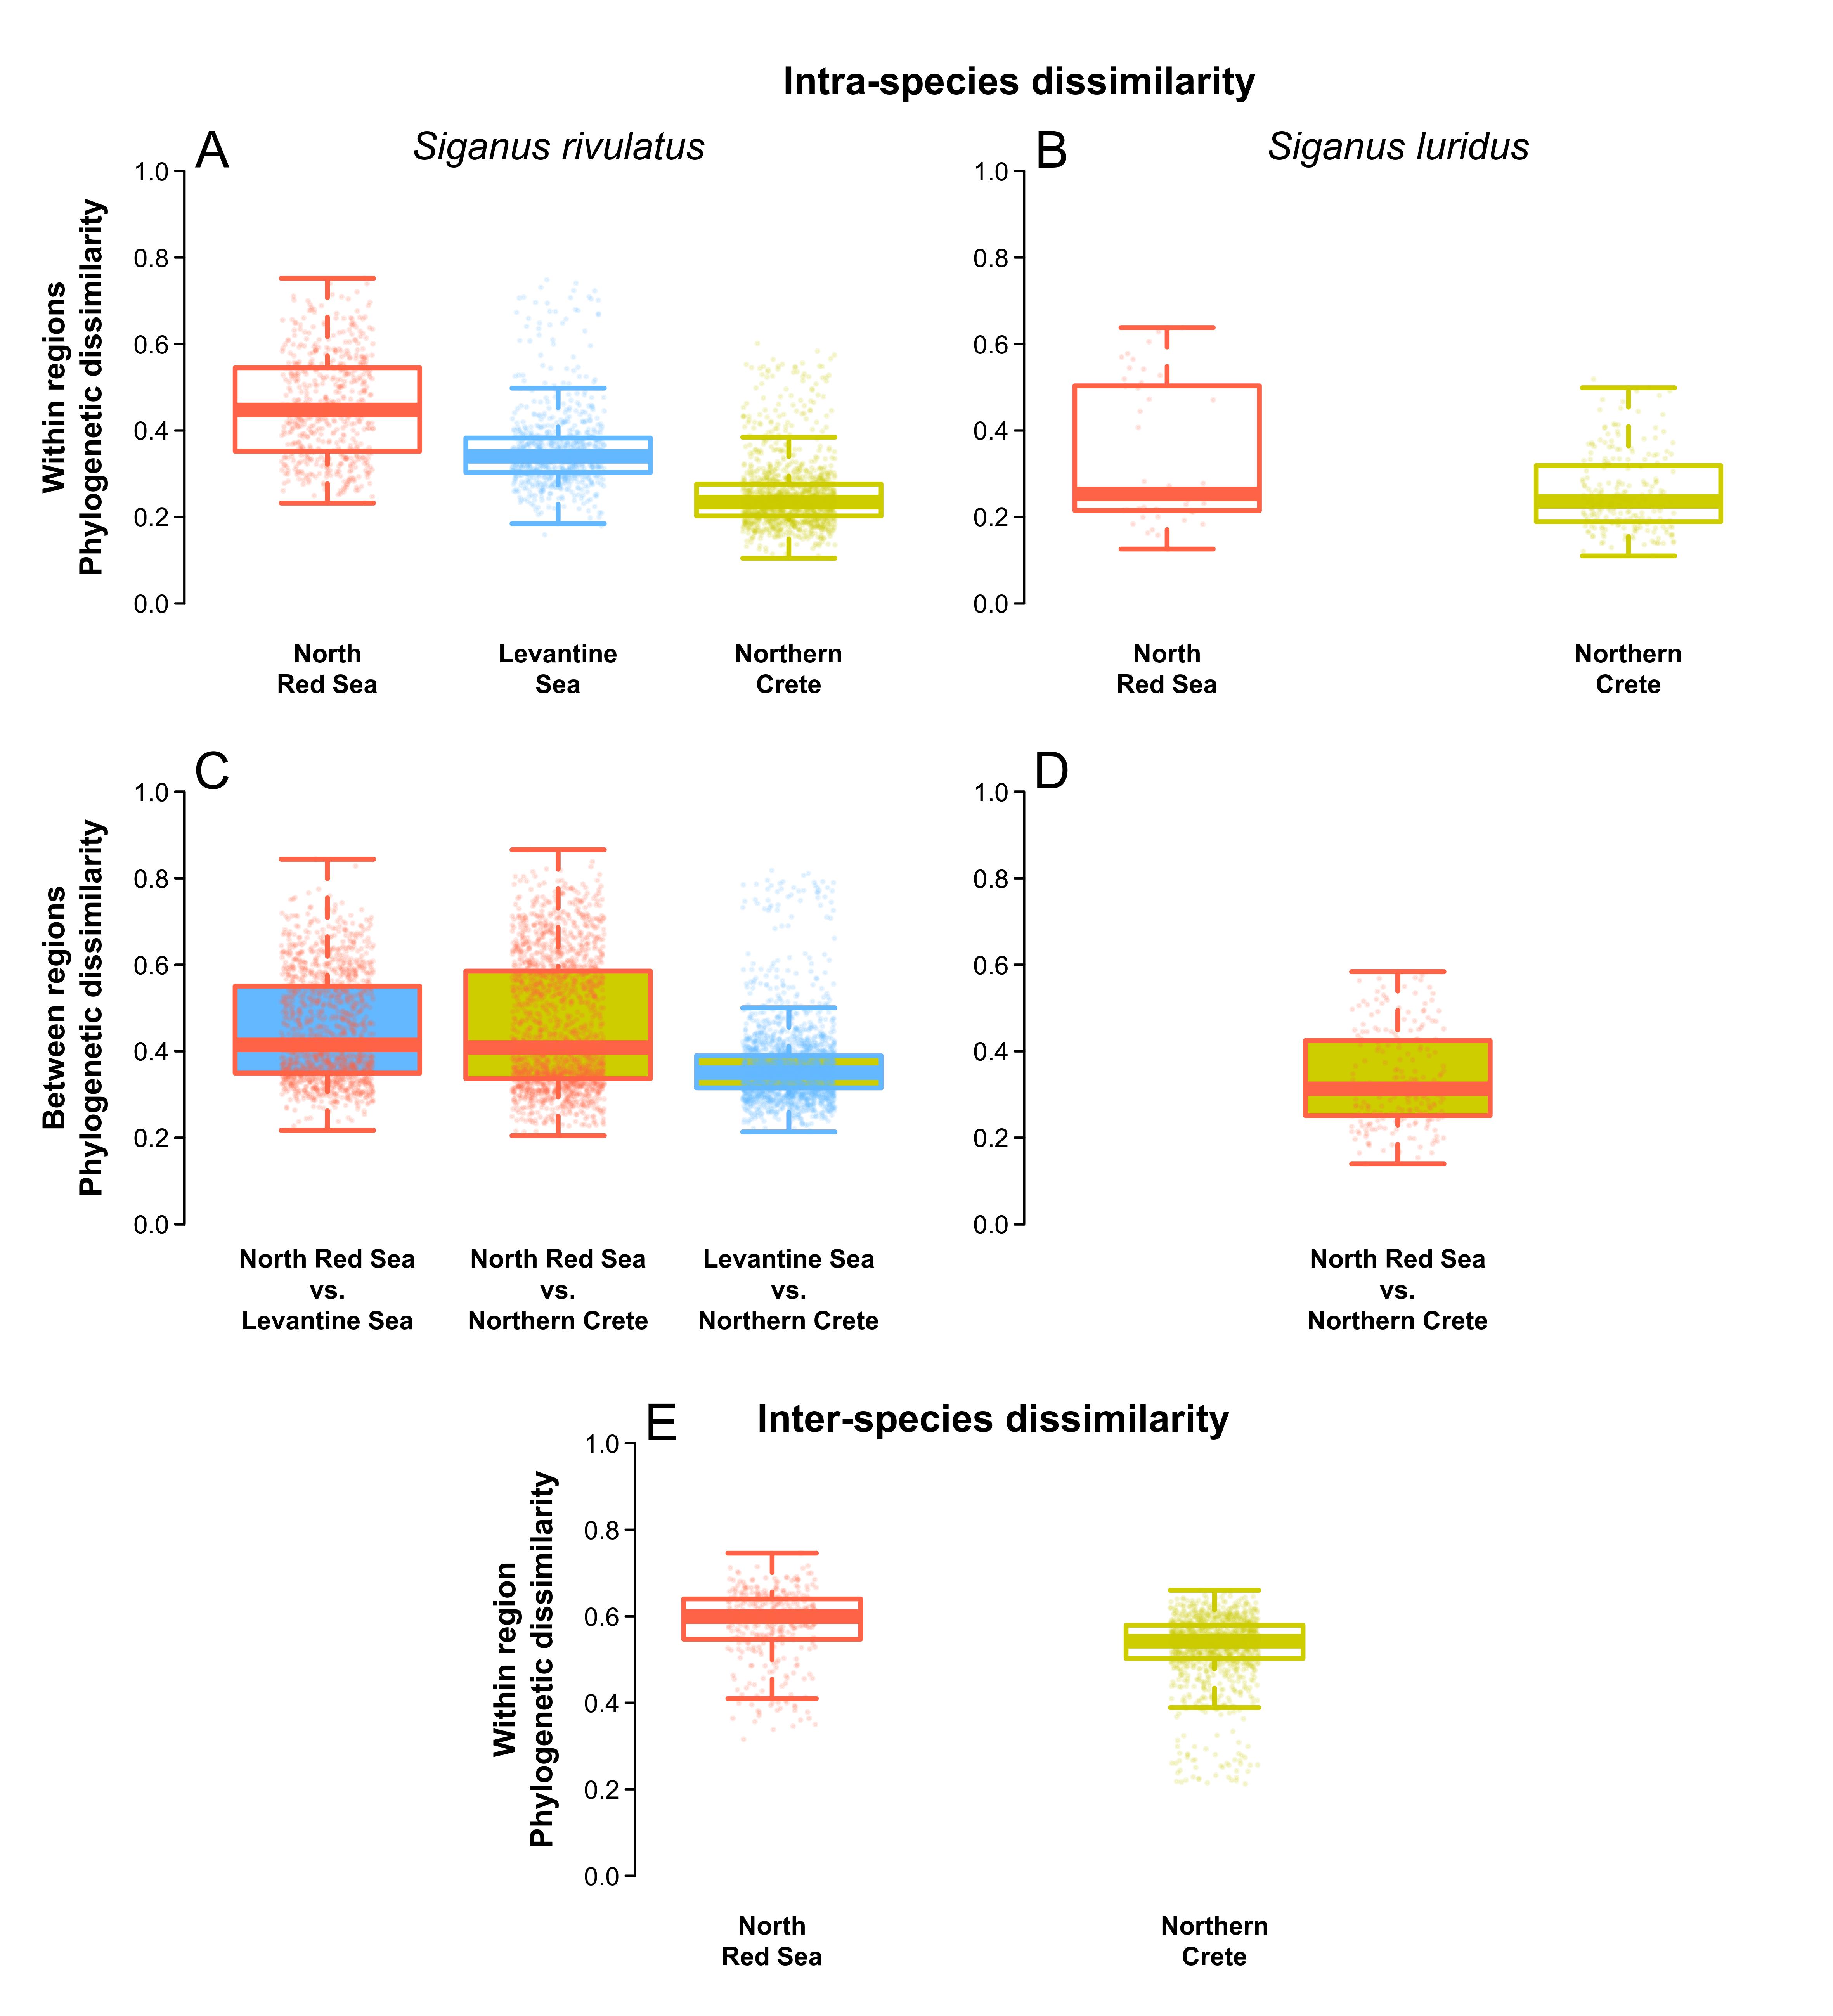 Intra-species dissimilarity
A
Siganus rivulatus
B
Siganus luridus
Within regions
Phylogenetic dissimilarity
1.0
0.8
0.6
0.4
0.2
0.0
North
Red Sea
Levantine
Sea
Northern
Crete
1.0
0.8
0.6
0.4
0.2
0.0
North
Red Sea
Northern
Crete
C
Between regions
Phylogenetic dissimilarity
1.0
0.8
0.6
0.4
0.2
0.0
North Red Sea
vs.
Levantine Sea
North Red Sea
vs.
Northern Crete
Levantine Sea
vs.
Northern Crete
D
1.0
0.8
0.6
0.4
0.2
0.0
North Red Sea
vs.
Northern Crete
E
Inter-species dissimilarity
Within region
Phylogenetic dissimilarity
1.0
0.8
0.6
0.4
0.2
0.0
North
Red Sea
Northern
Crete